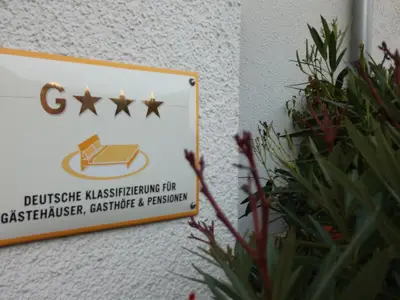 G★★★
DEUTSCHE KLASSIFIZIERUNG FÜR
GÄSTEHÄUSER, GASTHÖFE & PENSIONEN